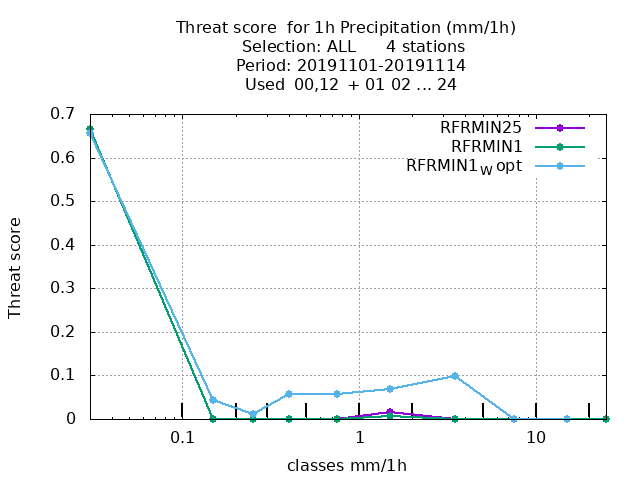 Threat score  for 1h Precipitation (mm/1h)
Selection: ALL      4 stations
Period: 20191101-20191114
Used  00,12  + 01 02 ... 24
RFRMIN25
RFRMIN1
RFRMIN1W opt
0.7
0.6
0.5
0.4
0.3
0.2
0.1
0
Threat score
0.1
1
10
classes mm/1h